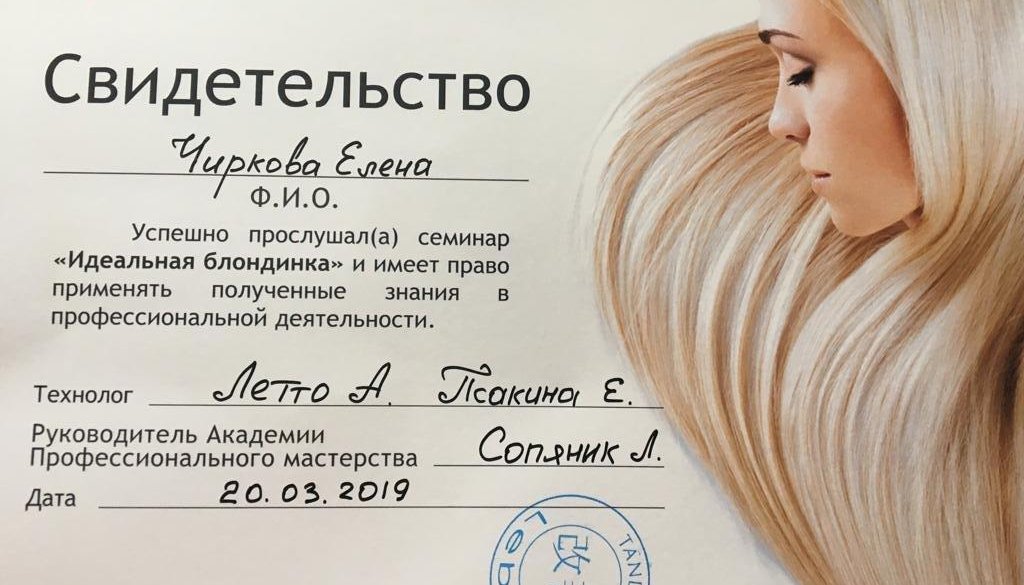 Свидетельство
Чиркова Елена
Ф.И.О.
Успешно прослушал(а) семинар
«Идеальная блондинка» и имеет право
применять полученные знания в
профессиональной деятельности.
Технолог Летто А. Псакина Е.
Руководитель Академии
Профессионального мастерства Сопяник Л.
Дата 20.03.2019
改